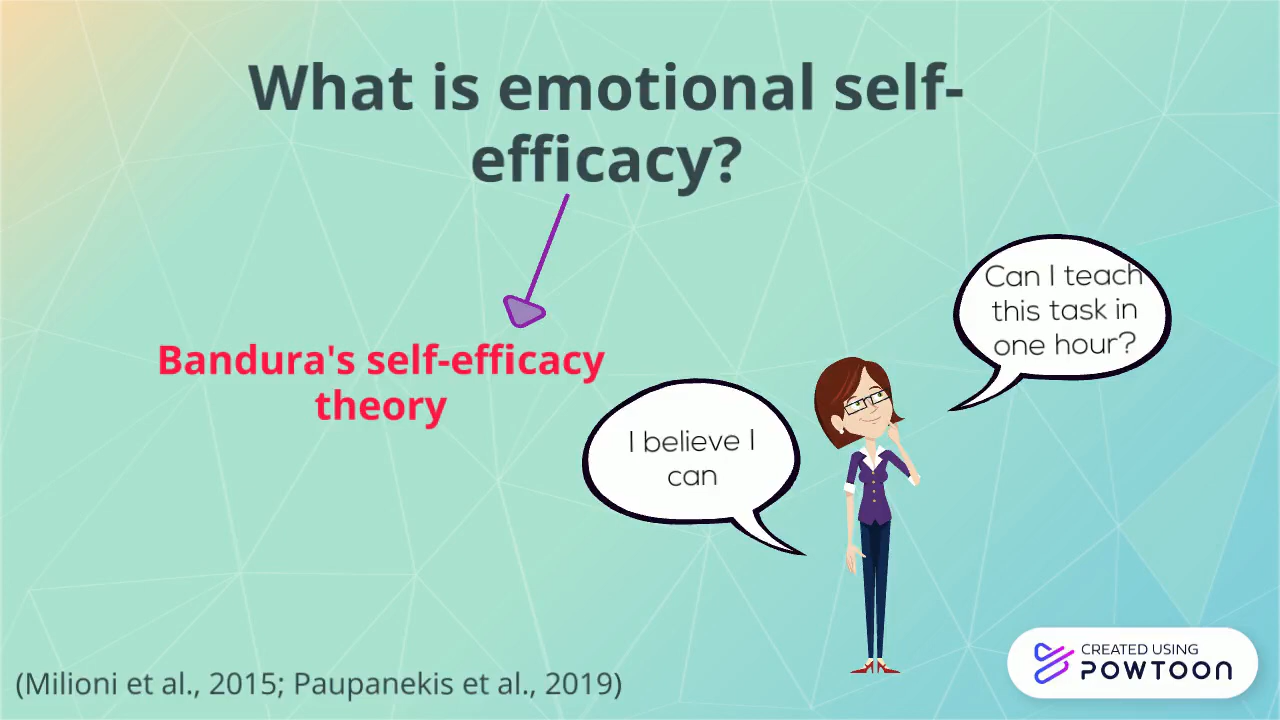 What is emotional self-
efficacy?
Bandura's self-efficacy
theory
Can I teach
this task in
one hour?
I believe I
can
(Milioni et al., 2015; Paupanekis et al., 2019)
CREATED USING
POWTOON